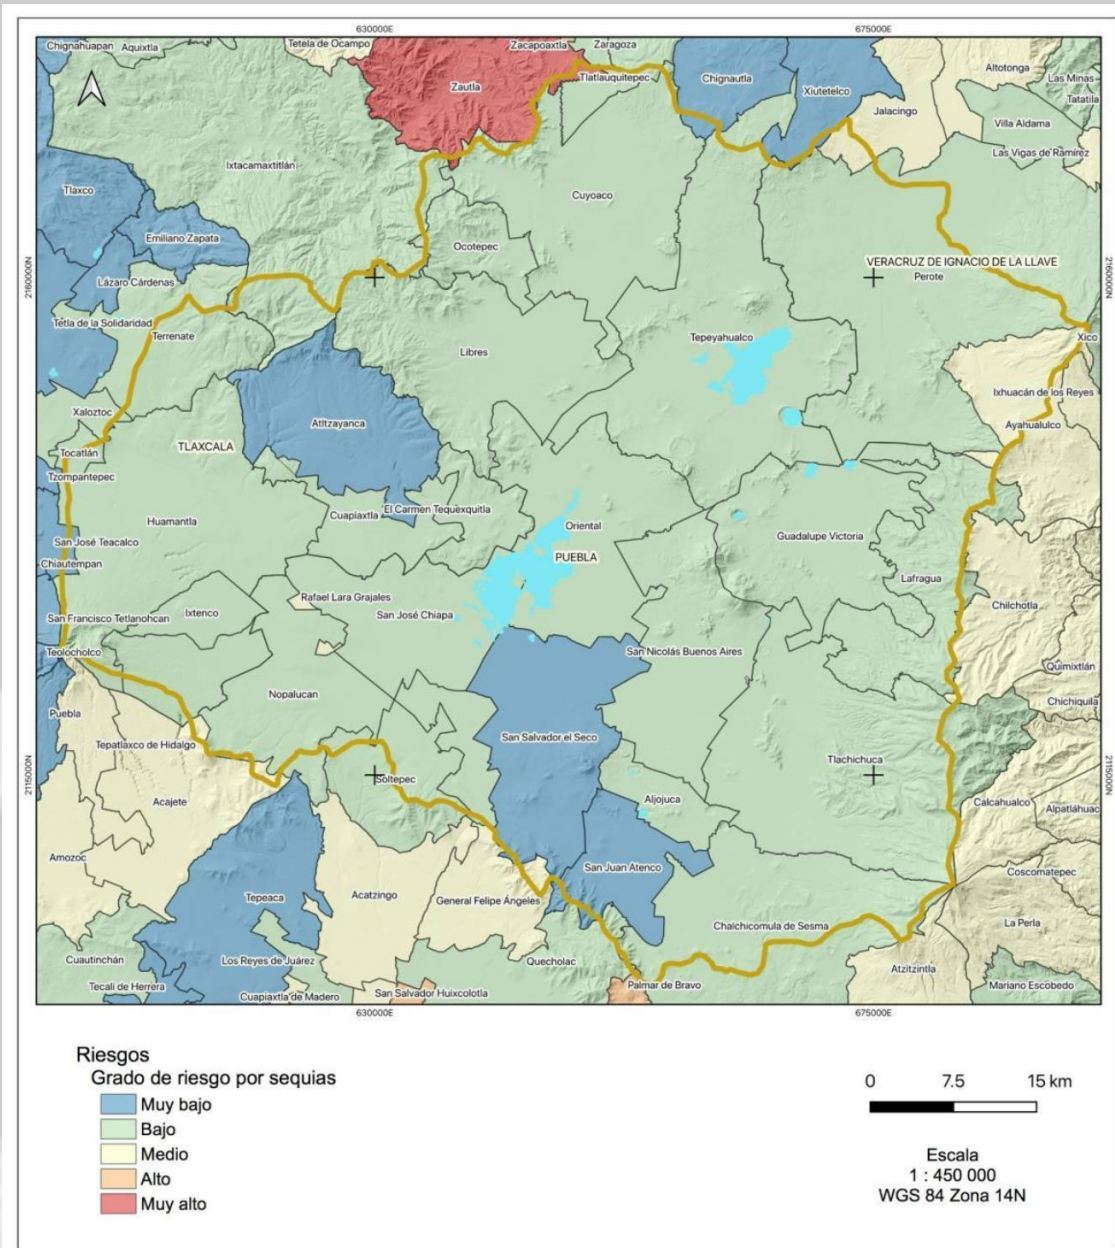 630000E
675000E
Chignahuapan
Aquixtla
Tetela de Ocampo
Zacapoaxtla
Zaragoza
Tlatlauquitepec
Chignautla
Xiutetelco
Altotonga
Las Minas
Tatatila
Zautla
Jalacingo
Villa Aldama
Las Vigas de Ramírez
Ixtacamaxtitlán
Tlaxco
Cuyoaco
Emiliano Zapata
Ocotepec
2160000N
VERACRUZ DE IGNACIO DE LA LLAVE
Perote
2160000N
Lázaro Cárdenas
Tetla de la Solidaridad
Terrenate
Libres
Tepeyahualco
Xico
Ixhuacán de los Reyes
Xaloztoc
Atltzayanca
Ayahualulco
TLAXCALA
Tocatlán
Tzompantepec
Huamantla
Cuapiaxtla
El Carmen Tequexquitla
Oriental
PUEBLA
Guadalupe Victoria
San José Teacalco
Chiautempan
Lafragua
Rafael Lara Grajales
Chilchotla
Ixtenco
San José Chiapa
San Francisco Tetlanohcan
Teolocholco
San Nicolás Buenos Aires
Quimixtlán
Nopalucan
Chichiquila
Puebla
Tepatlaxco de Hidalgo
San Salvador el Seco
Tlachichuca
2115000N
Soltepec
2115000N
Acajete
Aljojuca
Calcahualco
Alpatláhuac
Amozoc
San Juan Atenco
Coscomatepec
Tepeaca
Acatzingo
General Felipe Ángeles
Chalchicomula de Sesma
La Perla
Cuautinchán
Los Reyes de Juárez
Quecholac
Atzitzintla
Tecali de Herrera
Cuapiaxtla de Madero
San Salvador Huixcolotla
Palmar de Bravo
Mariano Escobedo
630000E
675000E
Riesgos
Grado de riesgo por sequias
Muy bajo
Bajo
Medio
Alto
Muy alto
0 7.5 15 km
Escala
1 : 450 000
WGS 84 Zona 14N